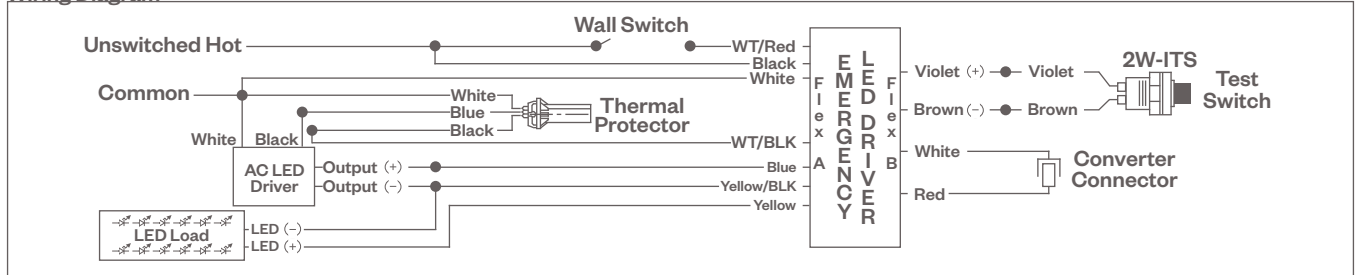 Wiring Diagram
Wall Switch
Unswitched Hot
WT/Red
Black
White
Common
White
Blue
Black
Thermal
Protector
White
Black
WT/BLK
AC LED
Driver
Output (+)
Output (-)
Blue
Yellow/BLK
Yellow
LED Load
LED (-)
LED (+)
Flex A
EMERGENCY
LED DRIVER
Flex B
Violet (+)
Violet
Brown (-)
Brown
2W-ITS
Test
Switch
White
Red
Converter
Connector